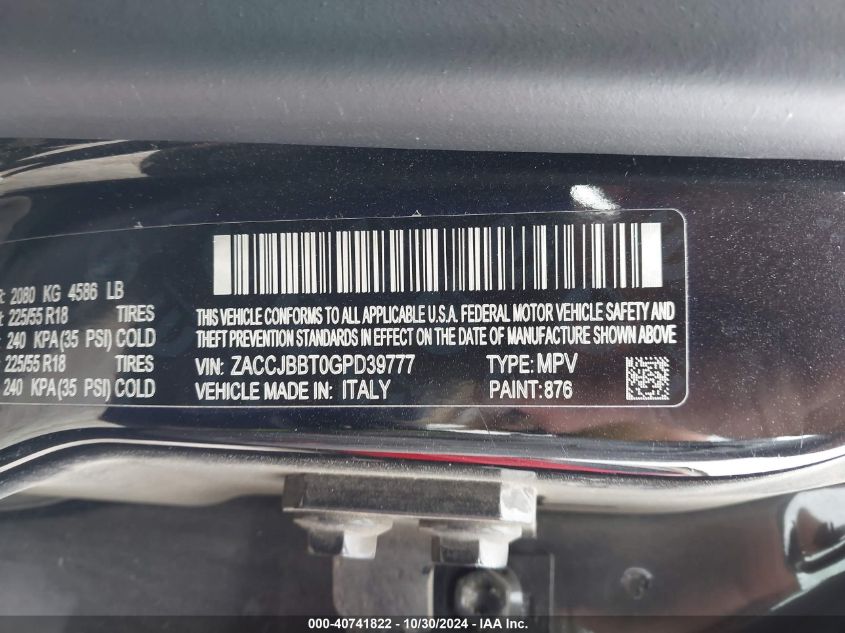 R: 2080 KG 4586 LB
: 225/55 R18 TIRES
: 240 KPA(35 PSI) COLD
: 225/55 R18 TIRES
: 240 KPA(35 PSI) COLD
THIS VEHICLE CONFORMS TO ALL APPLICABLE U.S.A. FEDERAL MOTOR VEHICLE SAFETY AND
THEFT PREVENTION STANDARDS IN EFFECT ON THE DATE OF MANUFACTURE SHOWN ABOVE
VIN: ZACCJBBT0GPD39777 TYPE: MPV
VEHICLE MADE IN: ITALY PAINT: 876
000-40741822 - 10/30/2024 - IAA Inc.